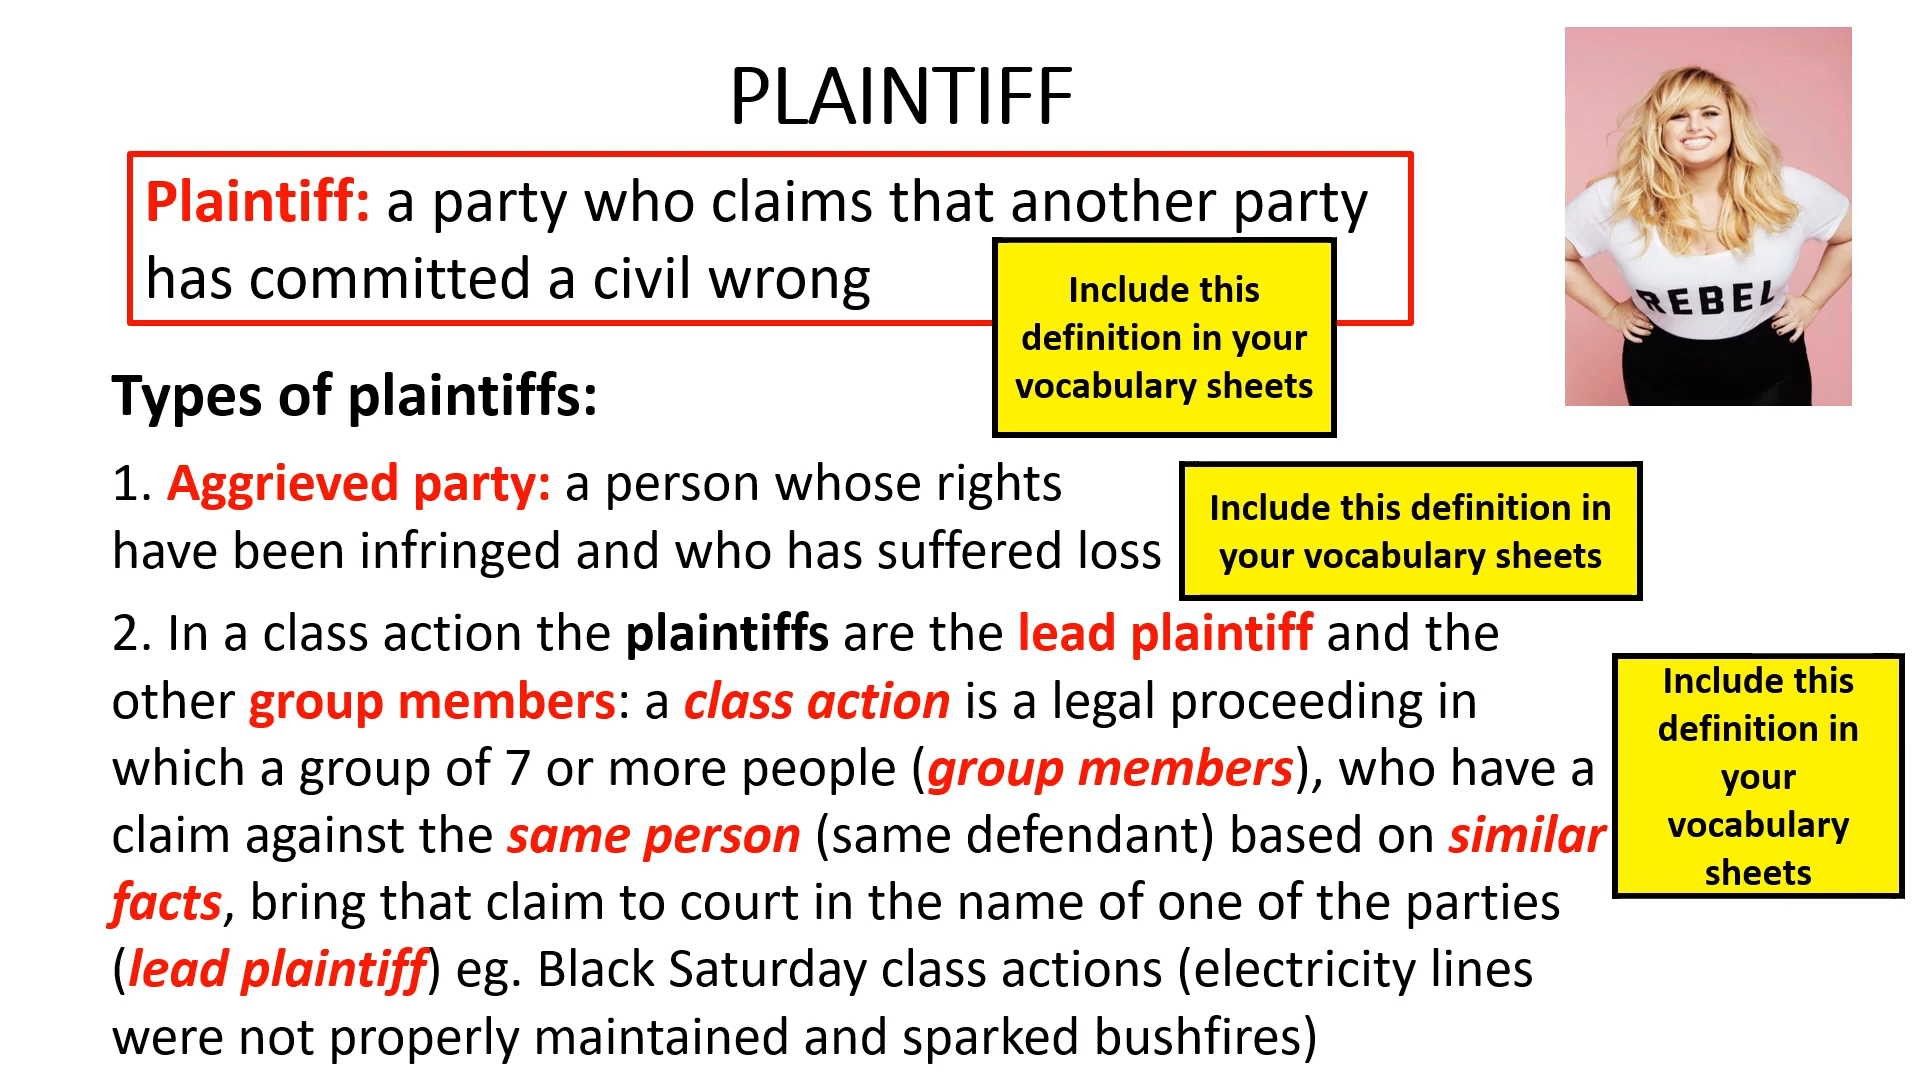 PLAINTIFF
Plaintiff: a party who claims that another party
has committed a civil wrong
Include this
definition in your
vocabulary sheets
REBEL
Types of plaintiffs:
1. Aggrieved party: a person whose rights
have been infringed and who has suffered loss
Include this definition in
your vocabulary sheets
2. In a class action the plaintiffs are the lead plaintiff and the
other group members: a class action is a legal proceeding in
which a group of 7 or more people (group members), who have a
claim against the same person (same defendant) based on similar
facts, bring that claim to court in the name of one of the parties
(lead plaintiff) eg. Black Saturday class actions (electricity lines
were not properly maintained and sparked bushfires)
Include this
definition in
your
vocabulary
sheets